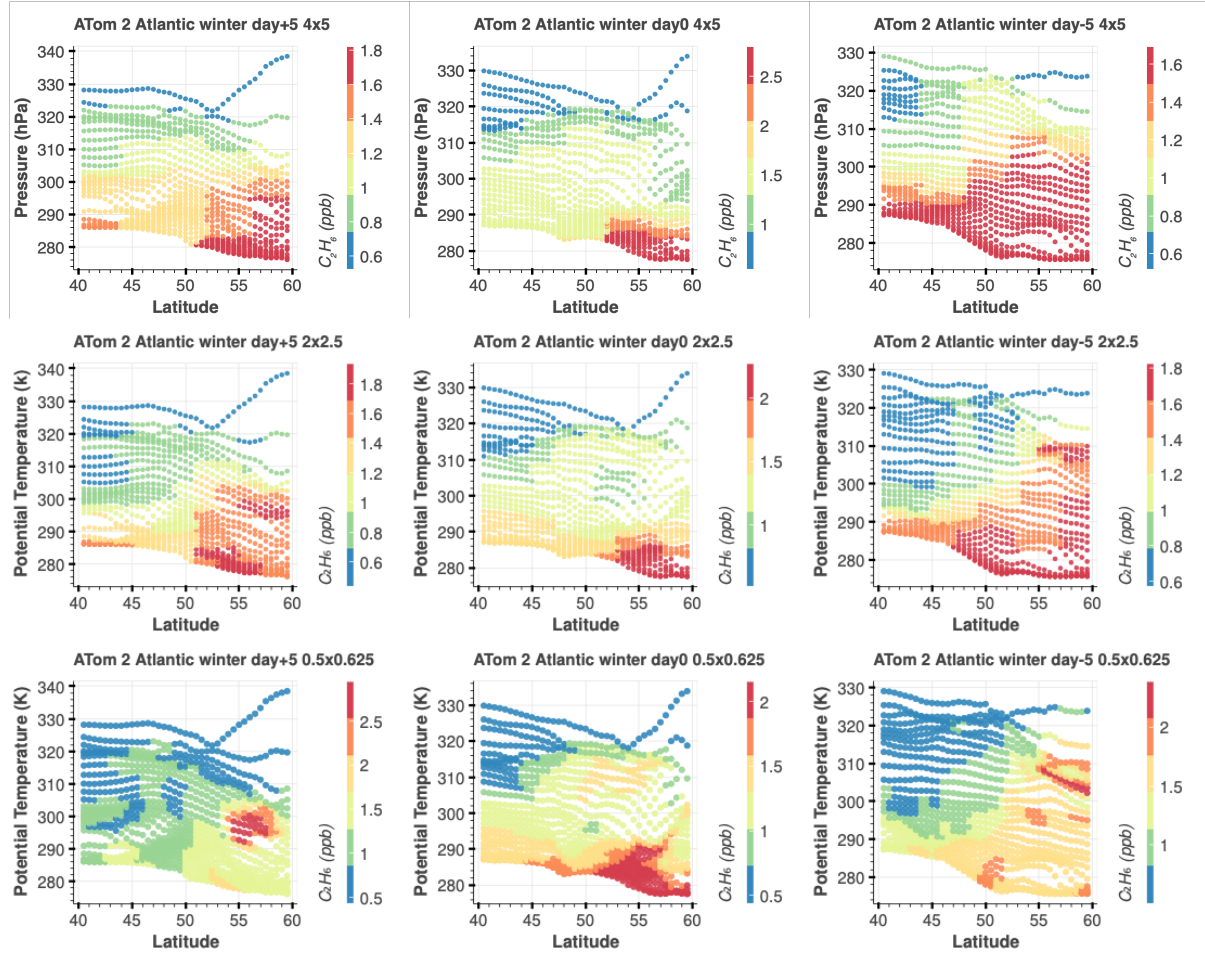 ATom 2 Atlantic winter day+5 4x5
340
330
320
310
300
290
280
Pressure (hPa)
40 45 50 55 60
Latitude
1.8
1.6
1.4
1.2
1
0.8
0.6
C₂H₆ (ppb)
ATom 2 Atlantic winter day0 4x5
330
320
310
300
290
280
Pressure (hPa)
40 45 50 55 60
Latitude
2.5
2
1.5
1
C₂H₆ (ppb)
ATom 2 Atlantic winter day-5 4x5
330
320
310
300
290
280
Pressure (hPa)
40 45 50 55 60
Latitude
1.6
1.4
1.2
1
0.8
0.6
C₂H₆ (ppb)
ATom 2 Atlantic winter day+5 2x2.5
340
330
320
310
300
290
280
Potential Temperature (k)
40 45 50 55 60
Latitude
1.8
1.6
1.4
1.2
1
0.8
0.6
C₂H₆ (ppb)
ATom 2 Atlantic winter day0 2x2.5
330
320
310
300
290
280
Potential Temperature (k)
40 45 50 55 60
Latitude
2
1.5
1
C₂H₆ (ppb)
ATom 2 Atlantic winter day-5 2x2.5
330
320
310
300
290
280
Potential Temperature (k)
40 45 50 55 60
Latitude
1.8
1.6
1.4
1.2
1
0.8
0.6
C₂H₆ (ppb)
ATom 2 Atlantic winter day+5 0.5x0.625
340
330
320
310
300
290
280
Potential Temperature (K)
40 45 50 55 60
Latitude
2.5
2
1.5
1
0.5
C₂H₆ (ppb)
ATom 2 Atlantic winter day0 0.5x0.625
330
320
310
300
290
280
Potential Temperature (K)
40 45 50 55 60
Latitude
2
1.5
1
0.5
C₂H₆ (ppb)
ATom 2 Atlantic winter day-5 0.5x0.625
330
320
310
300
290
280
Potential Temperature (K)
40 45 50 55 60
Latitude
2
1.5
1
C₂H₆ (ppb)